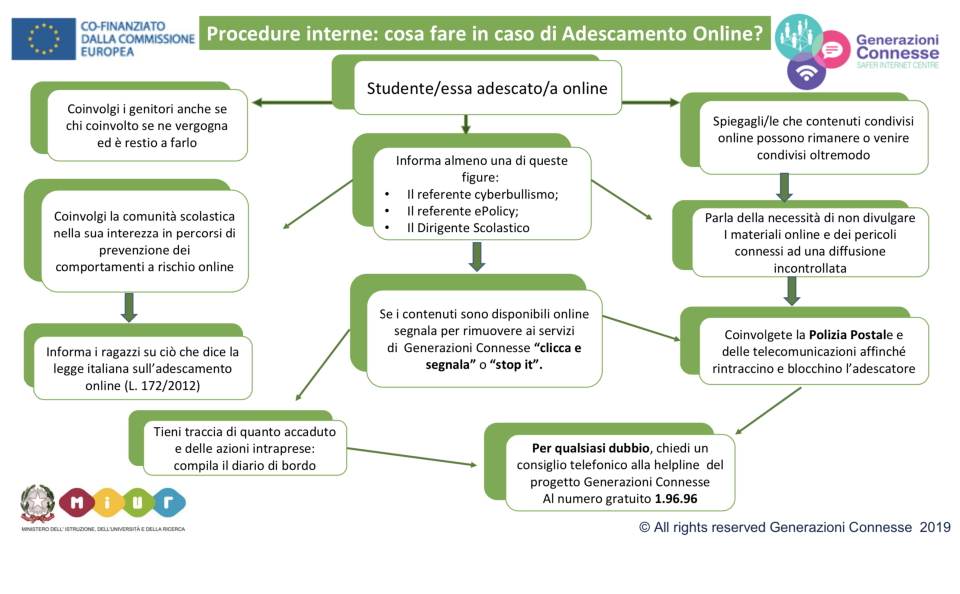 CO-FINANZIATO
DALLA COMMISSIONE
EUROPEA
Procedure interne: cosa fare in caso di Adescamento Online?
Generazioni
Connesse
SAFER INTERNET CENTRE
Studente/essa adescato/a online
Coinvolgi i genitori anche se
chi coinvolto se ne vergogna
ed è restio a farlo
Informa almeno una di queste
figure:
• Il referente cyberbullismo;
• Il referente ePolicy;
• Il Dirigente Scolastico
Spiegagli/le che contenuti condivisi
online possono rimanere o venire
condivisi oltremodo
Coinvolgi la comunità scolastica
nella sua interezza in percorsi di
prevenzione dei
comportamenti a rischio online
Parla della necessità di non divulgare
I materiali online e dei pericoli
connessi ad una diffusione
incontrollata
Se i contenuti sono disponibili online
segnala per rimuovere ai servizi
di Generazioni Connesse “clicca e
segnala” o “stop it”.
Informa i ragazzi su ciò che dice la
legge italiana sull’adescamento
online (L. 172/2012)
Coinvolgete la Polizia Postale e
delle telecomunicazioni affinché
rintraccino e blocchino l’adescatore
Tieni traccia di quanto accaduto
e delle azioni intraprese:
compila il diario di bordo
Per qualsiasi dubbio, chiedi un
consiglio telefonico alla helpline del
progetto Generazioni Connesse
Al numero gratuito 1.96.96
miur
MINISTERO DELL' ISTRUZIONE, DELL'UNIVERSITÀ E DELLA RICERCA
© All rights reserved Generazioni Connesse 2019